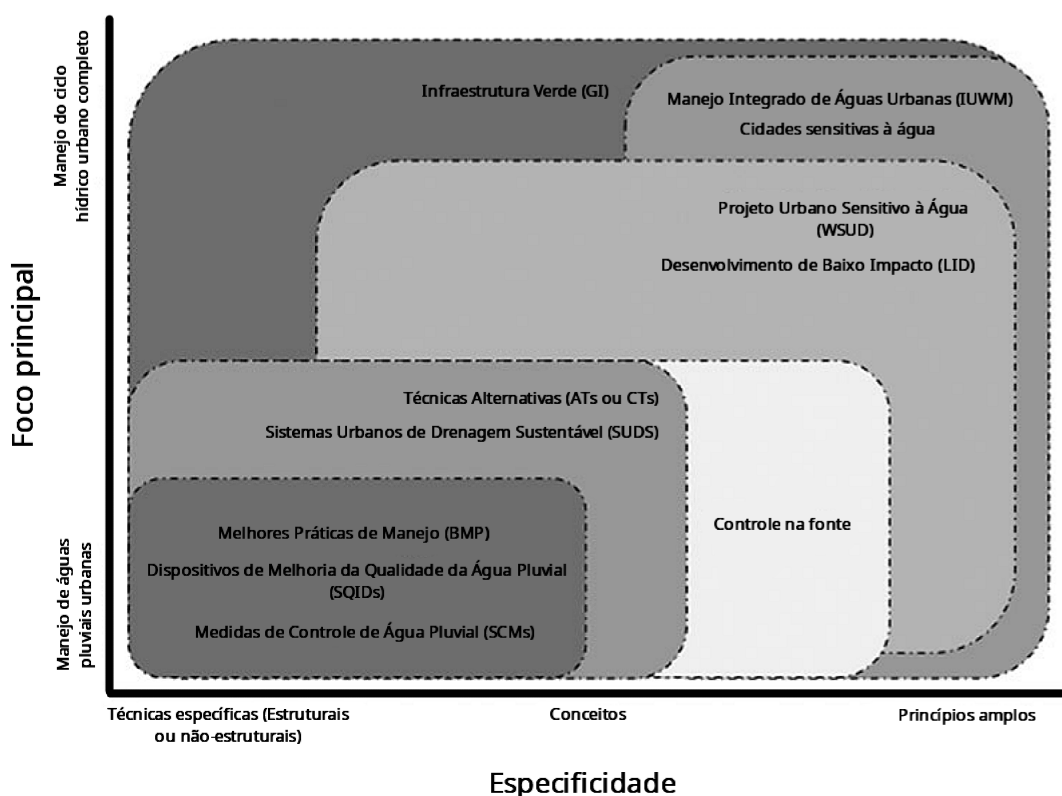 Foco principal
Manejo do ciclo
hídrico urbano completo
Manejo de águas
pluviais urbanas
Infraestrutura Verde (GI)
Manejo Integrado de Águas Urbanas (IUWM)
Cidades sensitivas à água
Projeto Urbano Sensitivo à Água
(WSUD)
Desenvolvimento de Baixo Impacto (LID)
Técnicas Alternativas (ATs ou CTs)
Sistemas Urbanos de Drenagem Sustentável (SUDS)
Controle na fonte
Melhores Práticas de Manejo (BMP)
Dispositivos de Melhoria da Qualidade da Água Pluvial
(SQIDs)
Medidas de Controle de Água Pluvial (SCMs)
Técnicas específicas (Estruturais
ou não-estruturais)
Conceitos
Princípios amplos
Especificidade